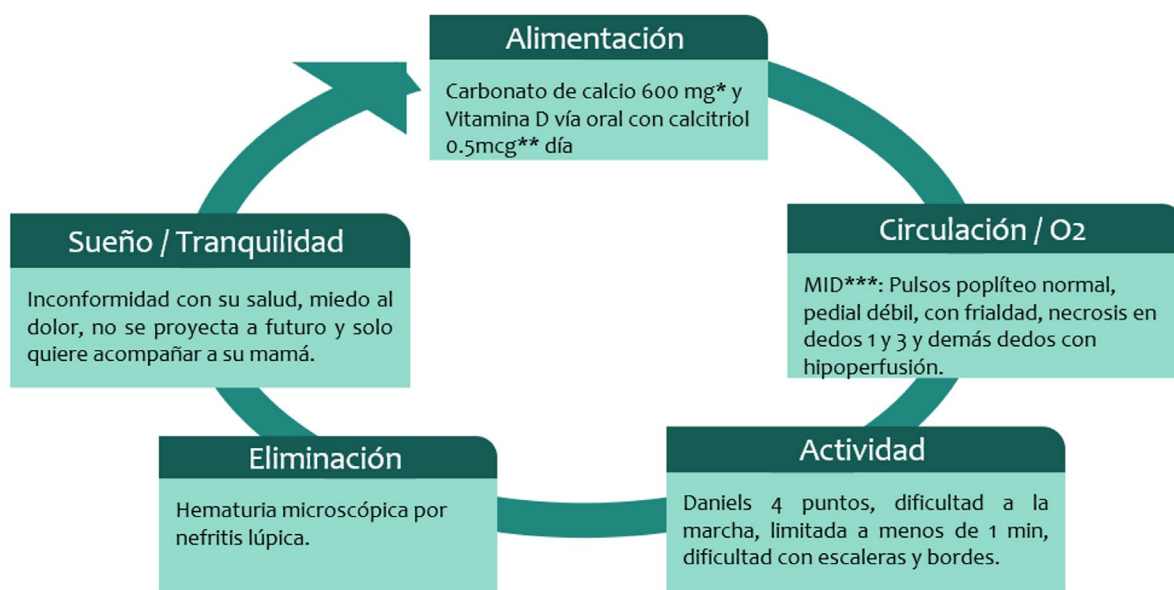 Alimentación
Carbonato de calcio 600 mg* y
Vitamina D vía oral con calcitriol
0.5mcg** día
Circulación / O2
MID***: Pulsos poplíteo normal,
pedial débil, con frialdad, necrosis en
dedos 1 y 3 y demás dedos con
hipoperfusión.
Actividad
Daniels 4 puntos, dificultad a la
marcha, limitada a menos de 1 min,
dificultad con escaleras y bordes.
Eliminación
Hematuria microscópica por
nefritis lúpica.
Sueño / Tranquilidad
Inconformidad con su salud, miedo al
dolor, no se proyecta a futuro y solo
quiere acompañar a su mamá.